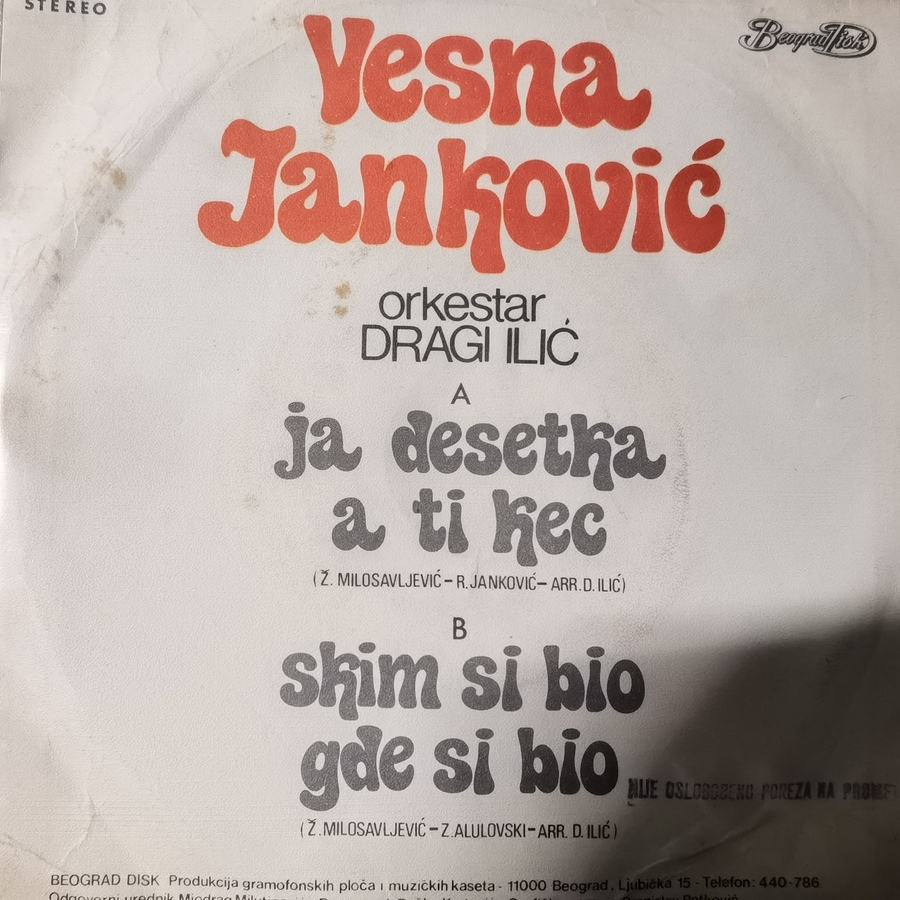 STEREO
Beograd Disk
Vesna
Janković
orkestar
DRAGI ILIĆ
A
ja desetka
a ti kec
(Ž. MILOSAVLJEVIĆ – R. JANKOVIĆ – ARR. D. ILIĆ)
B
skim si bio
gde si bio
NIJE OSLOBOĐENO POREZA NA PROMET
(Ž. MILOSAVLJEVIĆ – Z. ALULOVSKI – ARR. D. ILIĆ)
BEOGRAD DISK Produkcija gramofonskih ploča i muzičkih kaseta - 11000 Beograd, Ljubička 15 - Telefon: 440-786
Odgovorni urednik